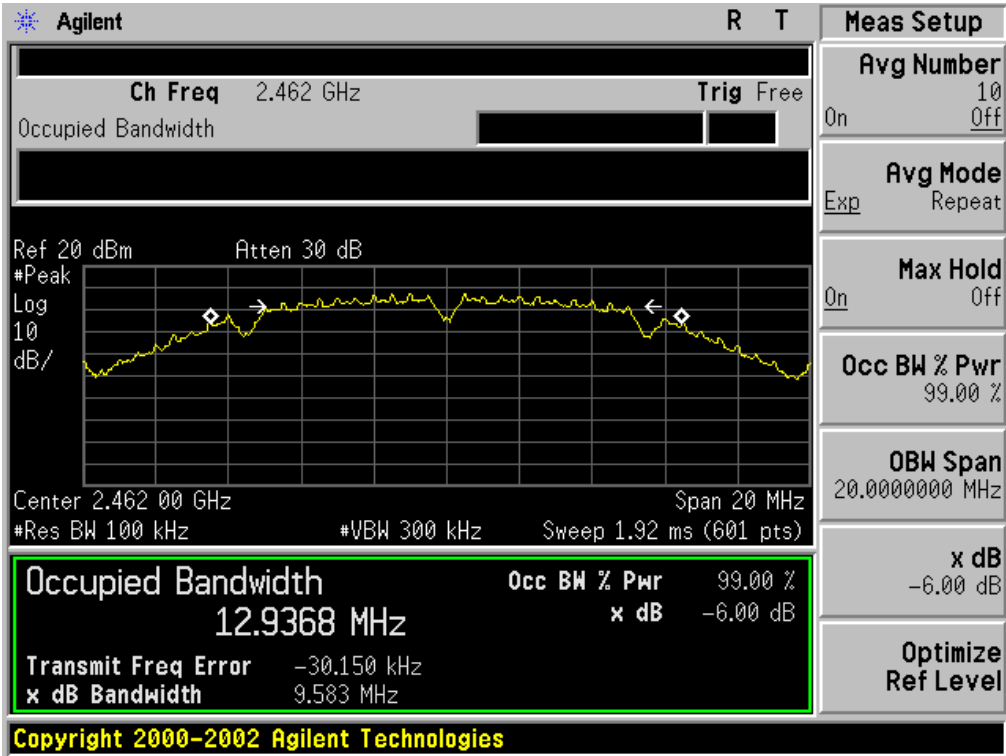 Agilent R T
Ch Freq 2.462 GHz Trig Free
Occupied Bandwidth
Ref 20 dBm Atten 30 dB
#Peak
Log
10
dB/
Center 2.462 00 GHz Span 20 MHz
#Res BW 100 kHz #VBW 300 kHz Sweep 1.92 ms (601 pts)
Occupied Bandwidth Occ BW % Pwr 99.00 %
12.9368 MHz x dB -6.00 dB
Transmit Freq Error -30.150 kHz
x dB Bandwidth 9.583 MHz
Copyright 2000-2002 Agilent Technologies
Meas Setup
Avg Number
10
On Off
Avg Mode
Exp Repeat
Max Hold
On Off
Occ BW % Pwr
99.00 %
OBW Span
20.0000000 MHz
x dB
-6.00 dB
Optimize
Ref Level